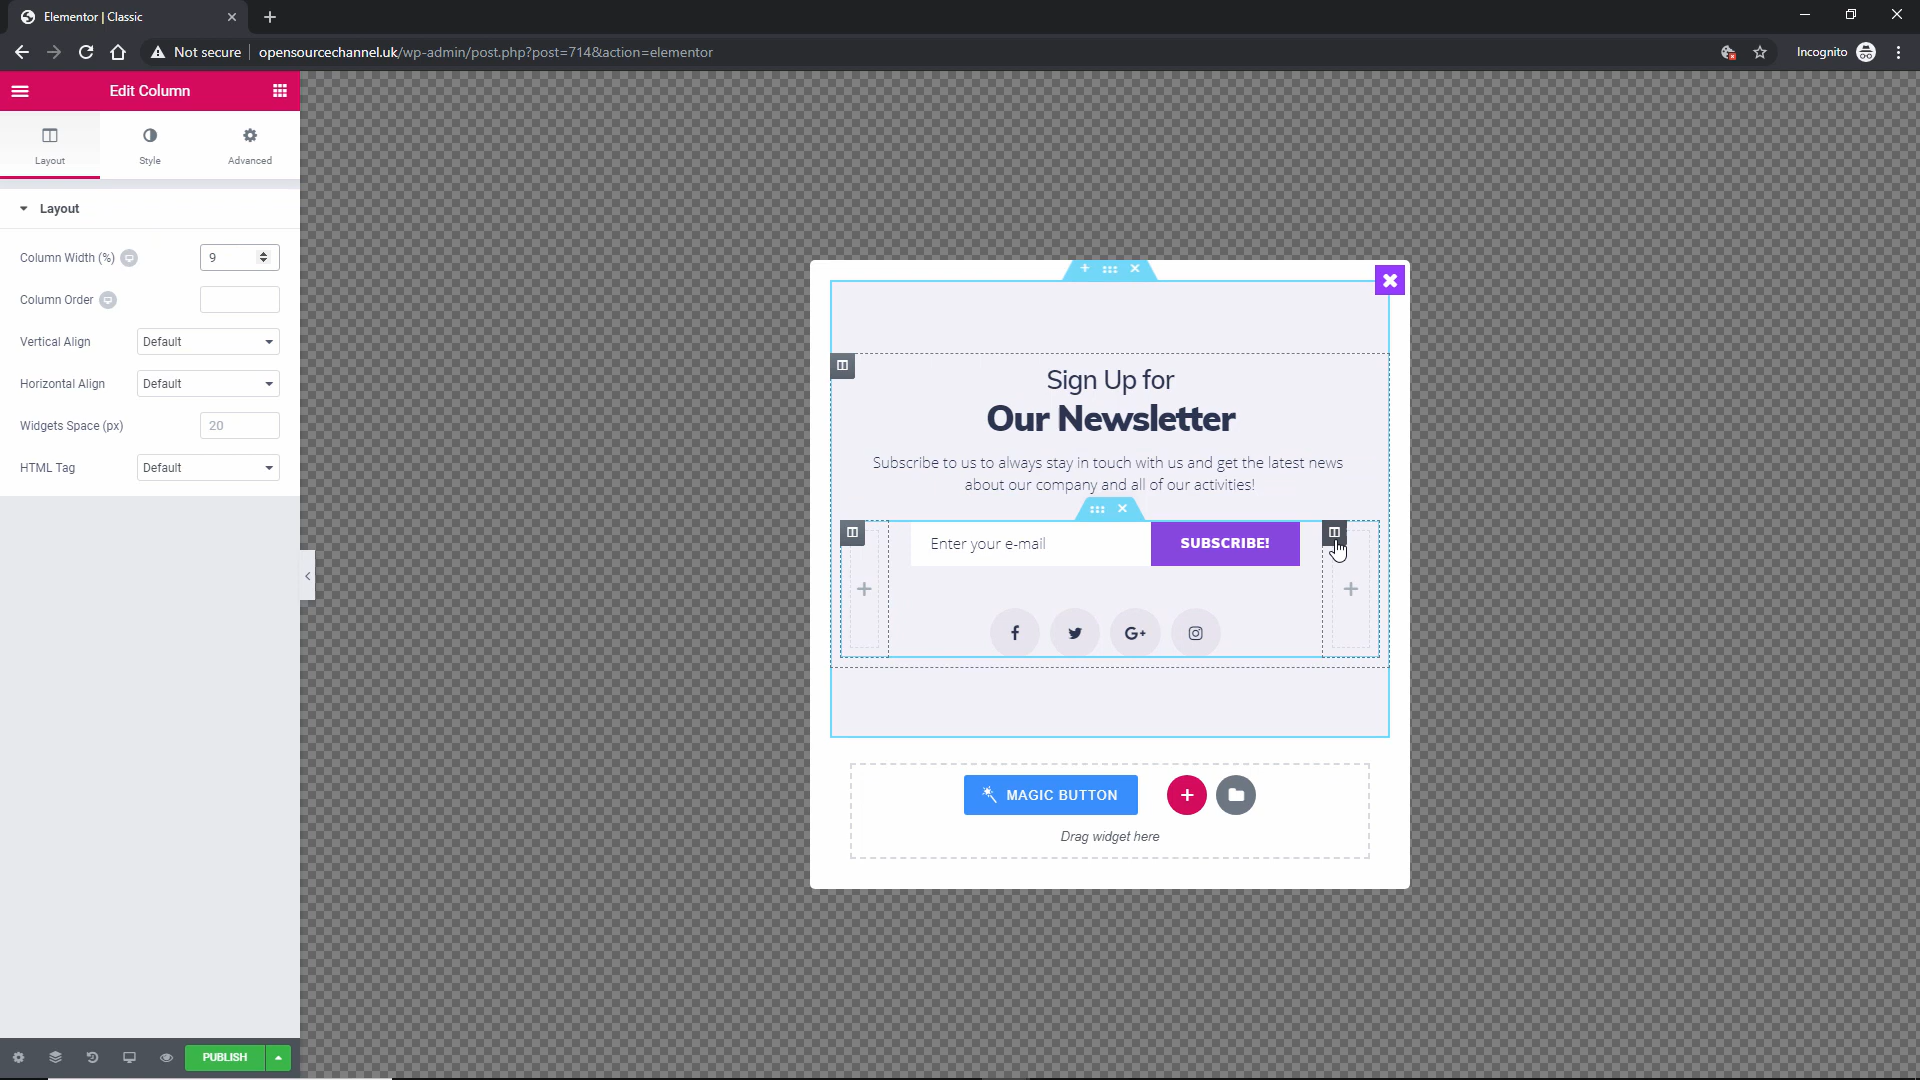 Elementor | Classic
Not secure
opensourcechannel.uk/wp-admin/post.php?post=714&action=elementor
Incognito
Edit Column
Layout
Style
Advanced
Layout
Column Width (%)
9
Column Order
Vertical Align
Default
Horizontal Align
Default
Widgets Space (px)
20
HTML Tag
Default
PUBLISH
Sign Up for
Our Newsletter
Subscribe to us to always stay in touch with us and get the latest news
about our company and all of our activities!
Enter your e-mail
SUBSCRIBE!
G+
MAGIC BUTTON
Drag widget here